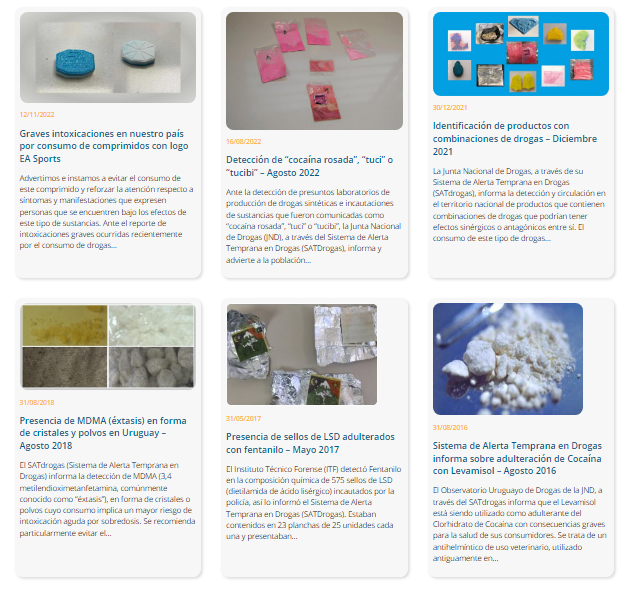 12/11/2022
Graves intoxicaciones en nuestro país
por consumo de comprimidos con logo
EA Sports
Advertimos e instamos a evitar el consumo de
este comprimido y reforzar la atención respecto a
síntomas y manifestaciones que expresen
personas que se encuentren bajo los efectos de
este tipo de sustancias. Ante el reporte de
intoxicaciones graves ocurridas recientemente
por el consumo de drogas...
16/08/2022
Detección de “cocaína rosada”, “tuci” o
“tucibi” – Agosto 2022
Ante la detección de presuntos laboratorios de
producción de drogas sintéticas e incautaciones
de sustancias que fueron comunicadas como
“cocaína rosada”, “tuci” o “tucibi”, la Junta Nacional
de Drogas (JND), a través del Sistema de Alerta
Temprana en Drogas (SATDrogas), informa y
advierte a la población...
30/12/2021
Identificación de productos con
combinaciones de drogas – Diciembre
2021
La Junta Nacional de Drogas, a través de su
Sistema de Alerta Temprana en Drogas
(SATdrogas), informa la detección y circulación en
el territorio nacional de productos que contienen
combinaciones de drogas que podrían tener
efectos sinérgicos o antagónicos entre sí. El
consumo de este tipo de drogas...
31/08/2018
Presencia de MDMA (éxtasis) en forma
de cristales y polvos en Uruguay –
Agosto 2018
El SATdrogas (Sistema de Alerta Temprana en
Drogas) informa la detección de MDMA (3,4
metilendioximetanfetamina, comúnmente
conocido como “éxtasis”), en forma de cristales o
polvos cuyo consumo implica un mayor riesgo de
intoxicación aguda por sobredosis. Se recomienda
particularmente evitar el...
31/05/2017
Presencia de sellos de LSD adulterados
con fentanilo – Mayo 2017
El Instituto Técnico Forense (ITF) detectó Fentanilo
en la composición química de 575 sellos de LSD
(dietilamida de ácido lisérgico) incautados por la
policía, así lo informó el Sistema de Alerta
Temprana en Drogas (SATDrogas). Estaban
contenidos en 23 planchas de 25 unidades cada
una y presentaban...
31/08/2016
Sistema de Alerta Temprana en Drogas
informa sobre adulteración de Cocaína
con Levamisol – Agosto 2016
El Observatorio Uruguayo de Drogas de la JND, a
través del SATdrogas informa que el Levamisol
está siendo utilizado como adulterante del
Clorhidrato de Cocaína con consecuencias graves
para la salud de sus consumidores. Se trata de un
antihelmíntico de uso veterinario, utilizado
antiguamente en...